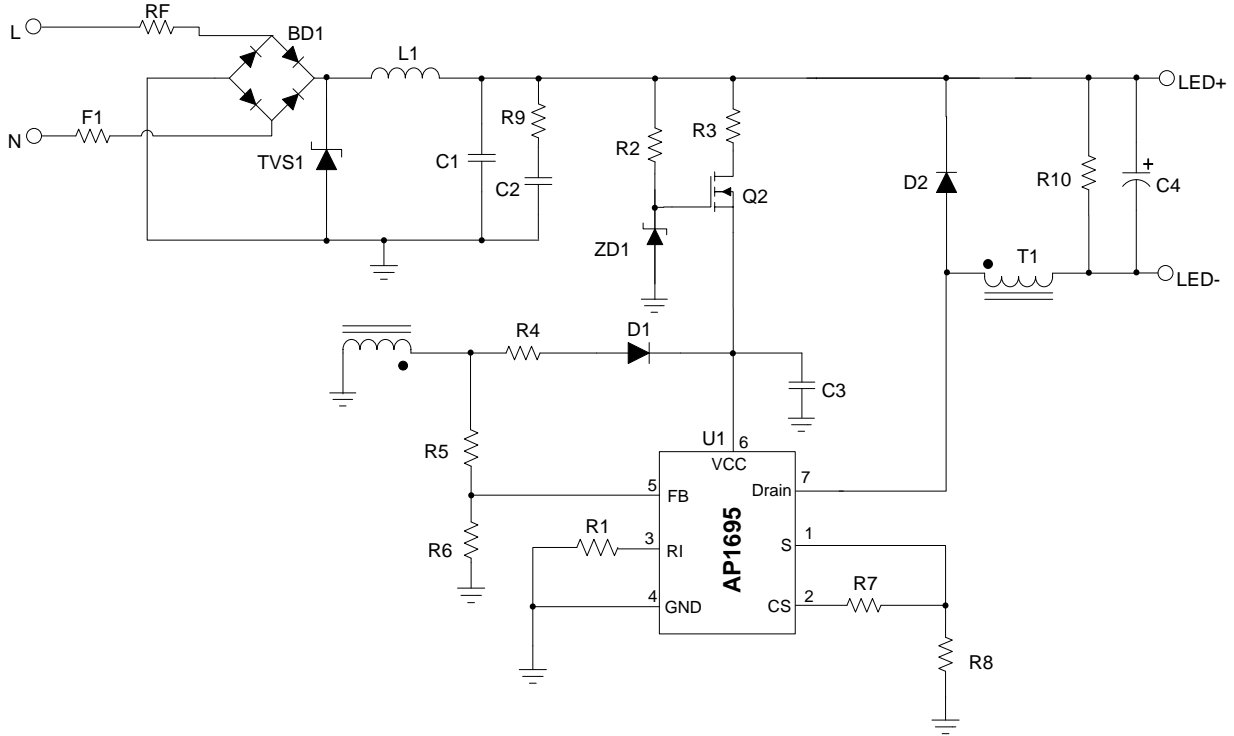 L
RF
BD1
L1
LED+
F1
N
TVS1
C1
R9
C2
R2
R3
Q2
ZD1
D2
R10
+
C4
T1
LED-
R4
D1
C3
R5
R6
U1
6
VCC
5
FB
Drain
7
R1
3
RI
AP1695
S
1
4
GND
CS
2
R7
R8